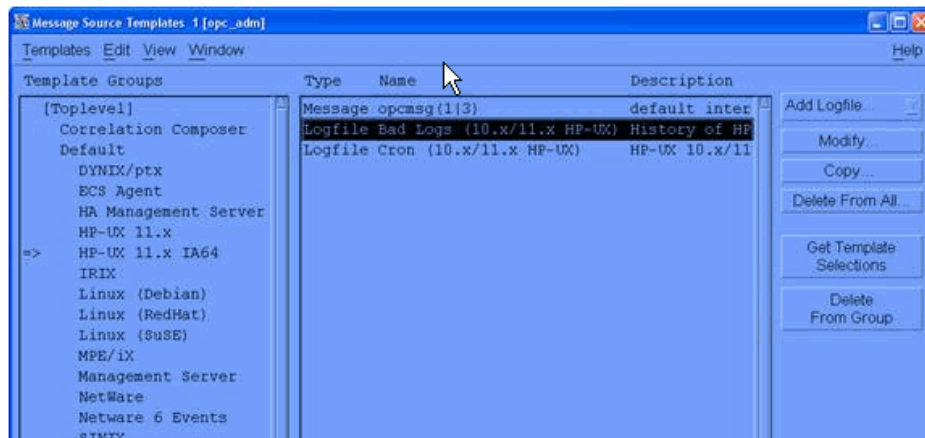 Message Source Templates 1 [opc_adm]
Templates Edit View Window Help
Template Groups
[Toplevel]
Correlation Composer
Default
DYNIX/ptx
ECS Agent
HA Management Server
HP-UX 11.x
=> HP-UX 11.x IA64
IRIX
Linux (Debian)
Linux (RedHat)
Linux (SuSE)
MPE/iX
Management Server
NetWare
Netware 6 Events
SINIX
Type Name Description
Message opcmsg(1|3) default inter
Logfile Bad Logs (10.x/11.x HP-UX) History of HP
Logfile Cron (10.x/11.x HP-UX) HP-UX 10.x/11
Add Logfile...
Modify...
Copy...
Delete From All...
Get Template
Selections
Delete
From Group